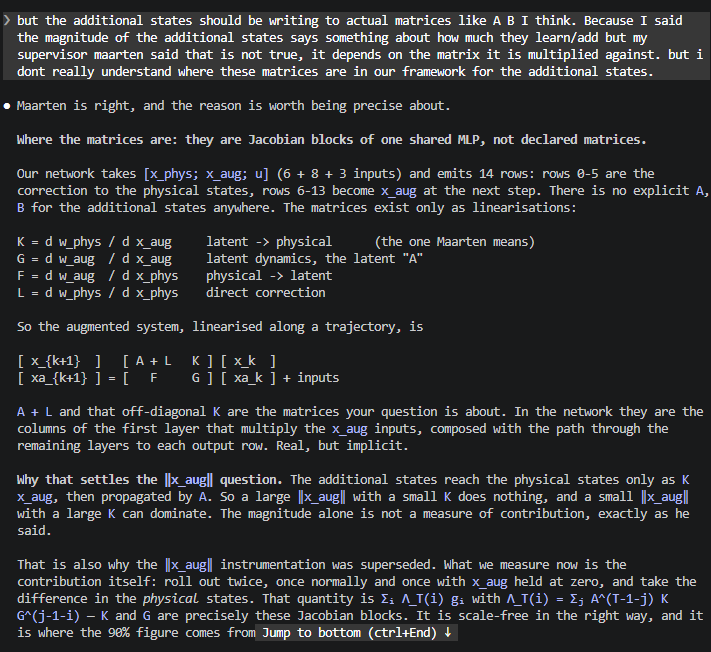 > but the additional states should be writing to actual matrices like A B I think. Because I said
the magnitude of the additional states says something about how much they learn/add but my
supervisor maarten said that is not true, it depends on the matrix it is multiplied against. but i
dont really understand where these matrices are in our framework for the additional states.
● Maarten is right, and the reason is worth being precise about.
Where the matrices are: they are Jacobian blocks of one shared MLP, not declared matrices.
Our network takes [x_phys; x_aug; u] (6 + 8 + 3 inputs) and emits 14 rows: rows 0-5 are the
correction to the physical states, rows 6-13 become x_aug at the next step. There is no explicit A,
B for the additional states anywhere. The matrices exist only as linearisations:
K = d w_phys / d x_aug latent -> physical (the one Maarten means)
G = d w_aug / d x_aug latent dynamics, the latent "A"
F = d w_aug / d x_phys physical -> latent
L = d w_phys / d x_phys direct correction
So the augmented system, linearised along a trajectory, is
[ x_{k+1} ] [ A + L K ] [ x_k ]
[ xa_{k+1} ] = [ F G ] [ xa_k ] + inputs
A + L and that off-diagonal K are the matrices your question is about. In the network they are the
columns of the first layer that multiply the x_aug inputs, composed with the path through the
remaining layers to each output row. Real, but implicit.
Why that settles the ‖x_aug‖ question. The additional states reach the physical states only as K
x_aug, then propagated by A. So a large ‖x_aug‖ with a small K does nothing, and a small ‖x_aug‖
with a large K can dominate. The magnitude alone is not a measure of contribution, exactly as he
said.
That is also why the ‖x_aug‖ instrumentation was superseded. What we measure now is the
contribution itself: roll out twice, once normally and once with x_aug held at zero, and take the
difference in the physical states. That quantity is Σᵢ Λ_T(i) gᵢ with Λ_T(i) = Σⱼ A^(T-1-j) K
G^(j-1-i) — K and G are precisely these Jacobian blocks. It is scale-free in the right way, and it
is where the 90% figure comes from Jump to bottom (ctrl+End) ↓